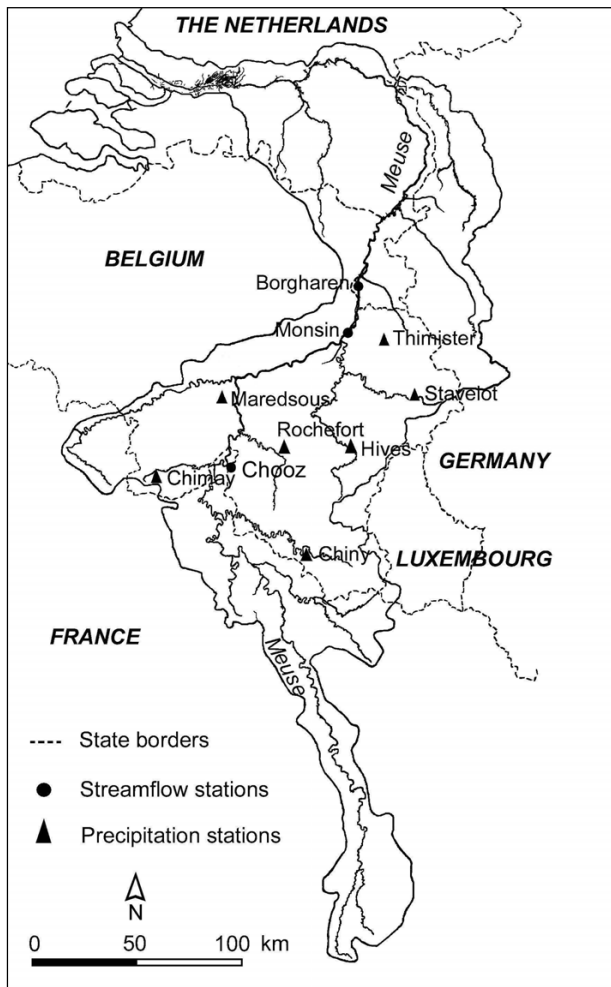 THE NETHERLANDS
Meuse
BELGIUM
Borgharen
Monsin
Thimister
Stavelot
Maredsous
Rochefort
Hives
GERMANY
Chooz
Chimay
Chiny
LUXEMBOURG
FRANCE
Meuse
State borders
Streamflow stations
Precipitation stations
N
0 50 100 km